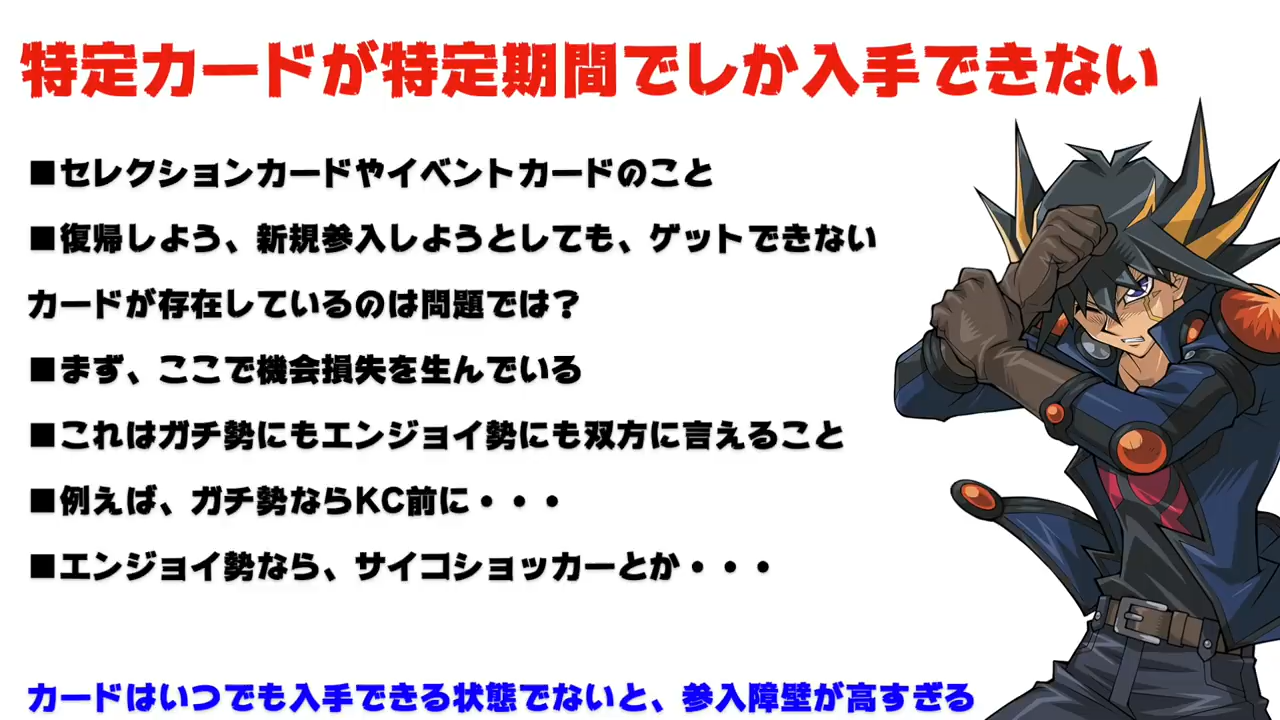 特定カードが特定期間でしか入手できない
■セレクションカードやイベントカードのこと
■復帰しよう、新規参入しようとしても、ゲットできない
カードが存在しているのは問題では？
■まず、ここで機会損失を生んでいる
■これはガチ勢にもエンジョイ勢にも双方に言えること
■例えば、ガチ勢ならKC前に・・・
■エンジョイ勢なら、サイコショッカーとか・・・
カードはいつでも入手できる状態でないと、参入障壁が高すぎる